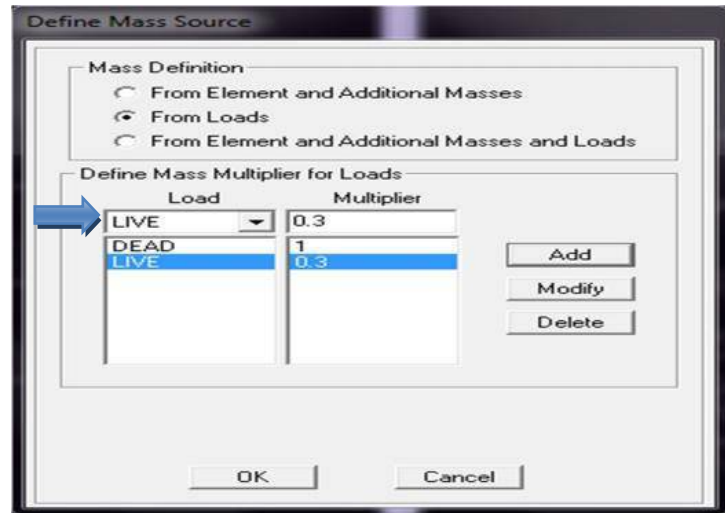 Define Mass Source
Mass Definition
From Element and Additional Masses
From Loads
From Element and Additional Masses and Loads
Define Mass Multiplier for Loads
Load Multiplier
LIVE 0.3
DEAD 1
LIVE 0.3
Add
Modify
Delete
OK Cancel